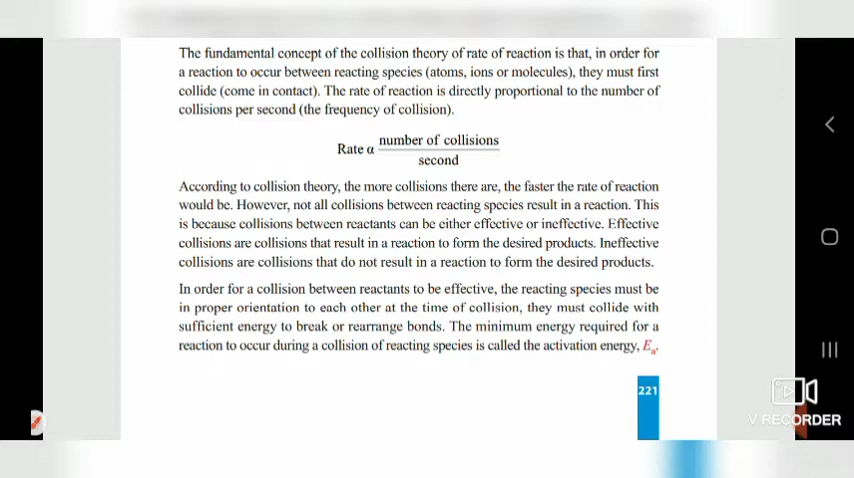 The fundamental concept of the collision theory of rate of reaction is that, in order for
a reaction to occur between reacting species (atoms, ions or molecules), they must first
collide (come in contact). The rate of reaction is directly proportional to the number of
collisions per second (the frequency of collision).
Rate α number of collisions
second
According to collision theory, the more collisions there are, the faster the rate of reaction
would be. However, not all collisions between reacting species result in a reaction. This
is because collisions between reactants can be either effective or ineffective. Effective
collisions are collisions that result in a reaction to form the desired products. Ineffective
collisions are collisions that do not result in a reaction to form the desired products.
In order for a collision between reactants to be effective, the reacting species must be
in proper orientation to each other at the time of collision, they must collide with
sufficient energy to break or rearrange bonds. The minimum energy required for a
reaction to occur during a collision of reacting species is called the activation energy, Ea.
221
V RECORDER